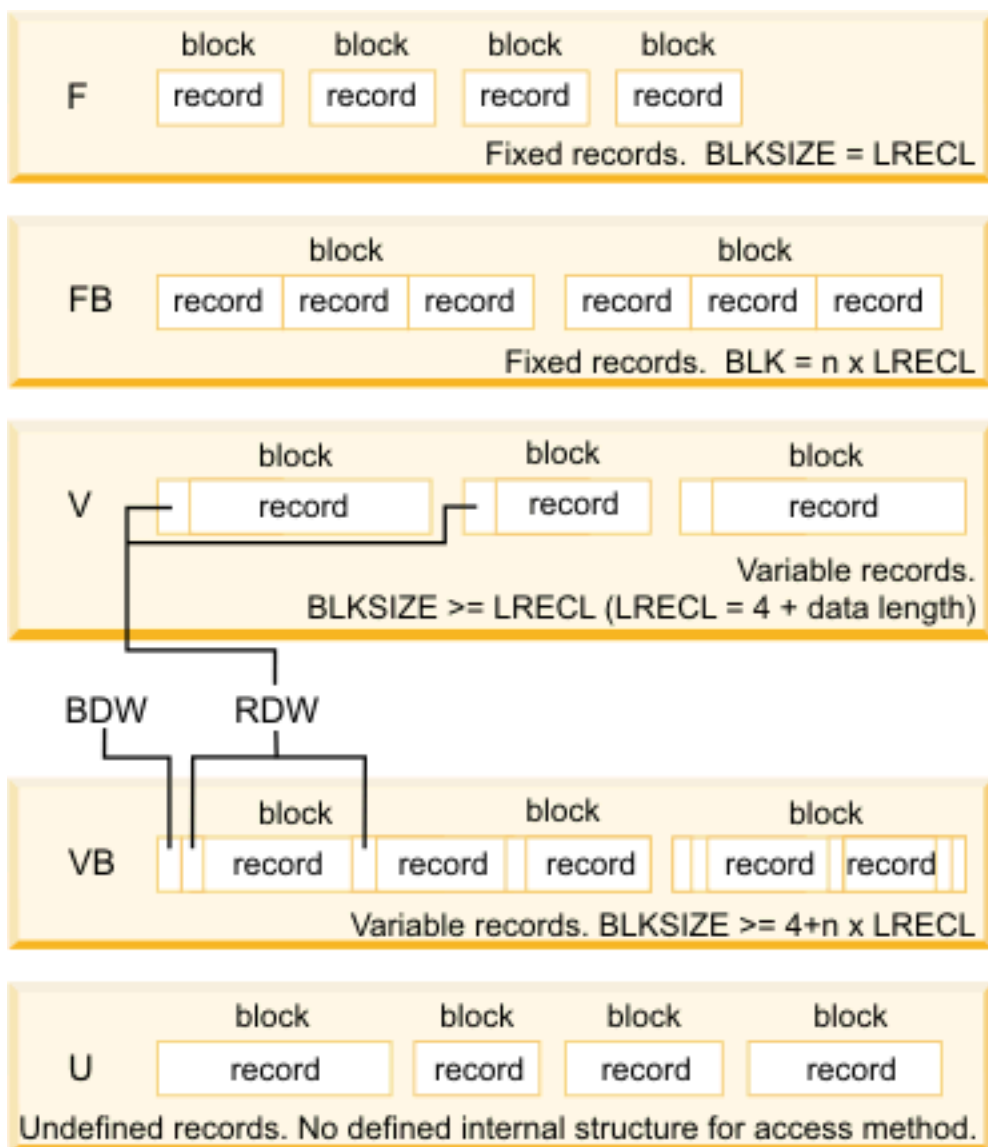 block block block block
F record record record record
Fixed records. BLKSIZE = LRECL
block block
FB record record record record record record
Fixed records. BLK = n x LRECL
block block block
V record record record
Variable records.
BLKSIZE >= LRECL (LRECL = 4 + data length)
BDW RDW
block block block
VB record record record record record
Variable records. BLKSIZE >= 4+n x LRECL
block block block block
U record record record record
Undefined records. No defined internal structure for access method.